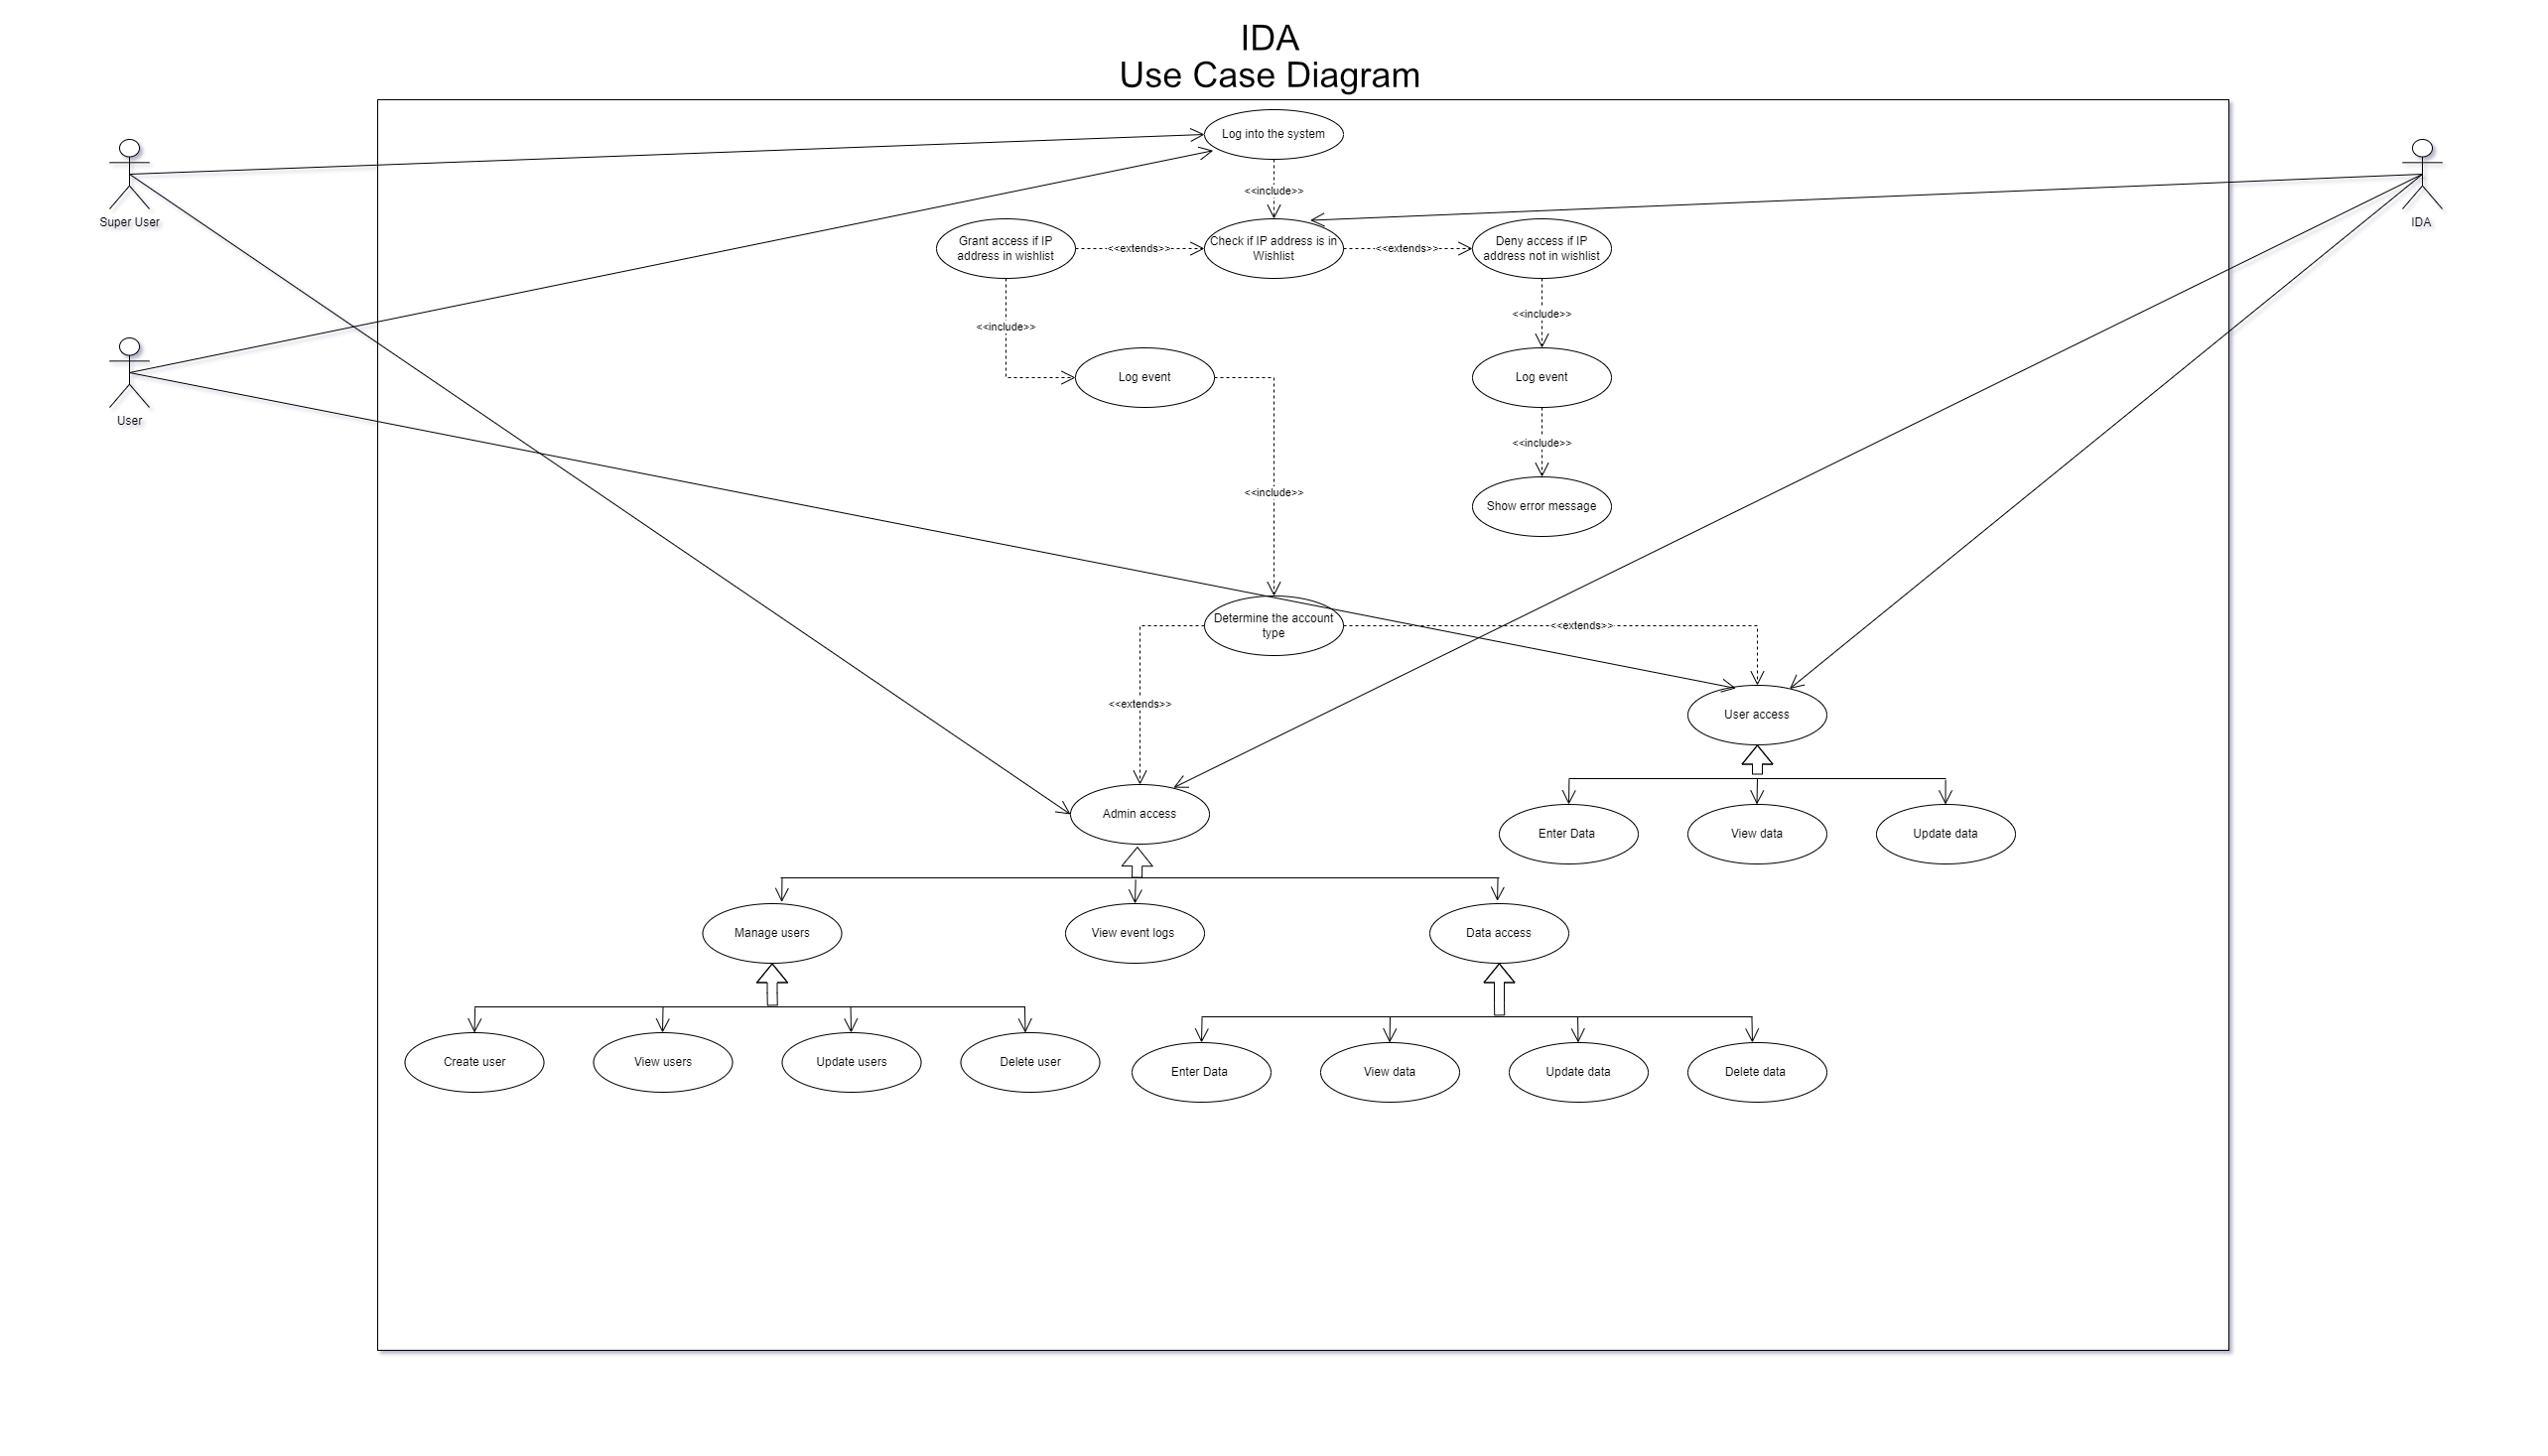 IDA
Use Case Diagram
Log into the system
Super User
IDA
<<include>>
Grant access if IP
address in wishlist
<<extends>>
Check if IP address is in
Wishlist
<<extends>>
Deny access if IP
address not in wishlist
<<include>>
<<include>>
User
Log event
Log event
<<include>>
<<include>>
Show error message
Determine the account
type
<<extends>>
<<extends>>
User access
Admin access
Enter Data
View data
Update data
Manage users
View event logs
Data access
Create user
View users
Update users
Delete user
Enter Data
View data
Update data
Delete data